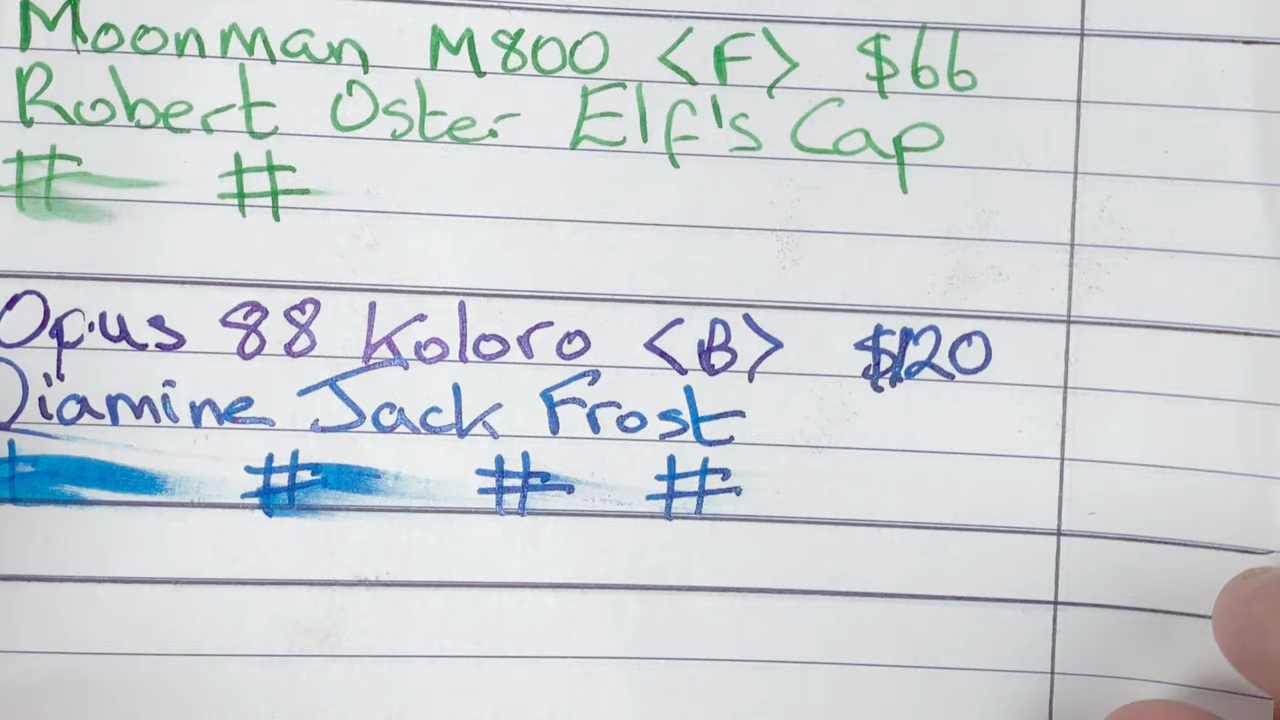 Moonman M800 <F> $66
Robert Oster Elf's Cap
# #
Opus 88 Koloro <B> $120
Diamine Jack Frost
# # # #